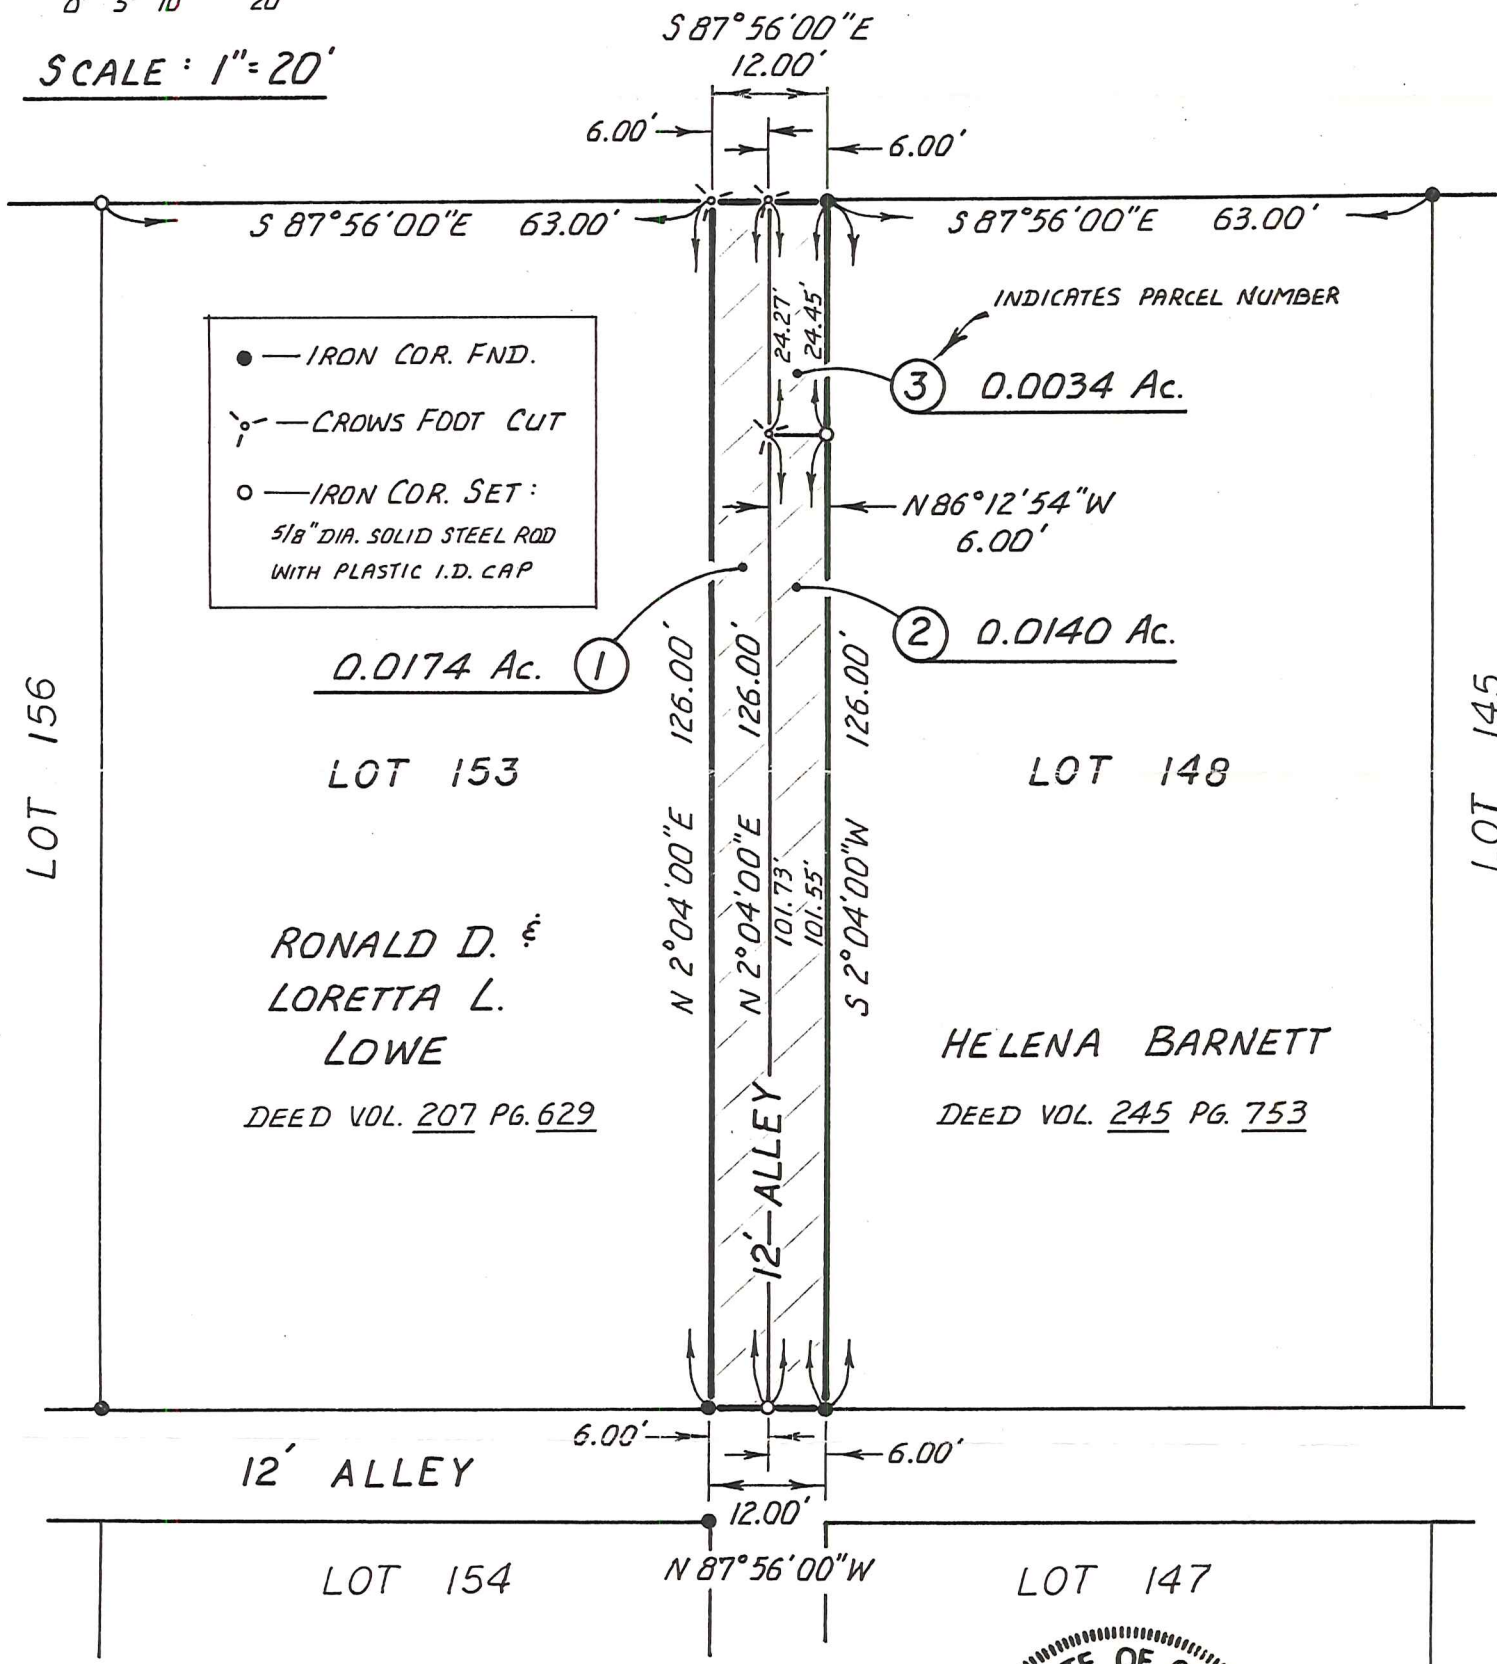 0 5 10 20
SCALE : 1"=20'
S 87°56'00"E
12.00'
6.00'
6.00'
S 87°56'00"E 63.00'
S 87°56'00"E 63.00'
INDICATES PARCEL NUMBER
24.27'
24.45'
3 0.0034 Ac.
IRON COR. FND.
CROWS FOOT CUT
IRON COR. SET:
5/8" DIA. SOLID STEEL ROD
WITH PLASTIC I.D. CAP
N 86°12'54"W
6.00'
0.0174 Ac. 1
2 0.0140 Ac.
LOT 156
LOT 153
N 2°04'00"E 126.00'
N 2°04'00"E 126.00'
101.73'
101.55'
S 2°04'00"W 126.00'
LOT 148
LOT 145
RONALD D. &
LORETTA L.
LOWE
DEED VOL. 207 PG. 629
HELENA BARNETT
DEED VOL. 245 PG. 753
12' ALLEY
6.00'
6.00'
12' ALLEY
12.00'
N 87°56'00"W
LOT 154
LOT 147
OF